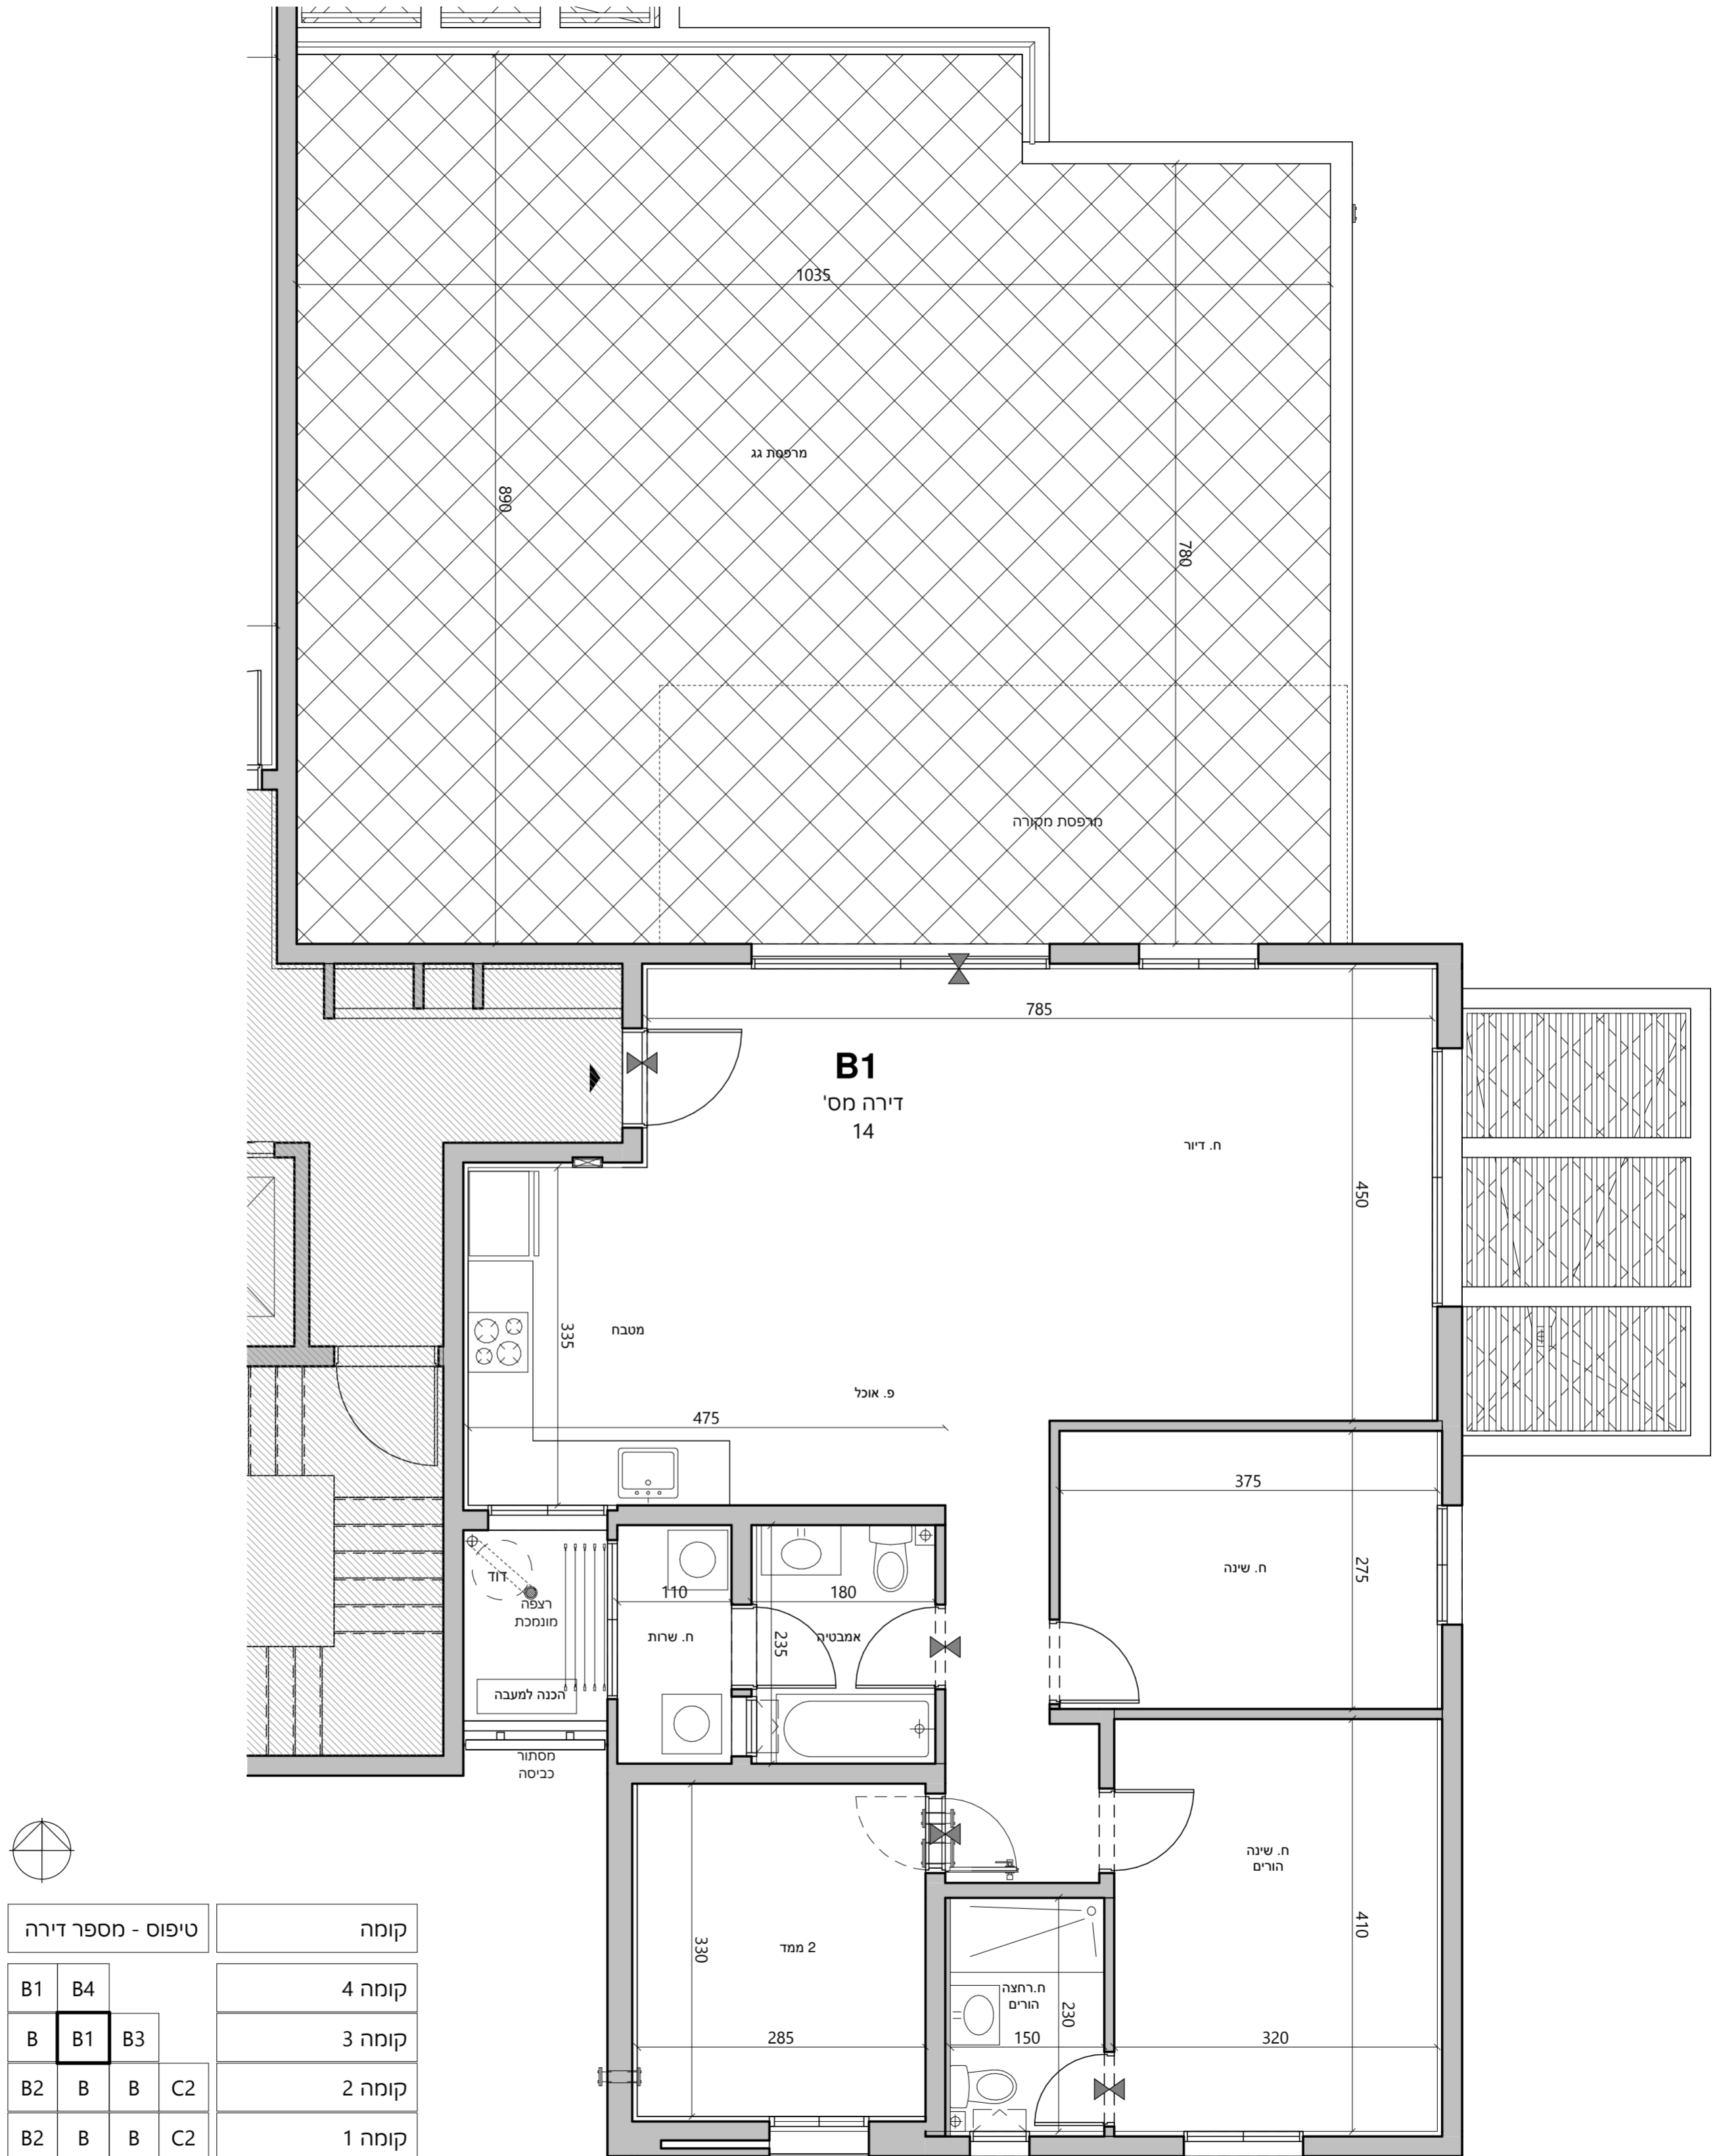 1035
מרפסת גג
890
780
מרפסת מקורה
785
B1
דירה מס'
14
ח. דיור
450
335
מטבח
פ. אוכל
475
375
ח. שינה
275
דוד
רצפה
מונמכת
110
180
ח. שרות
235
אמבטיה
הכנה למעבה
מסתור
כביסה
ח. שינה
הורים
410
330
ממד 2
ח.רחצה
הורים
230
285
150
320
קומה
טיפוס - מספר דירה
קומה 4
B1 B4
קומה 3
B B1 B3
קומה 2
B2 B B C2
קומה 1
B2 B B C2